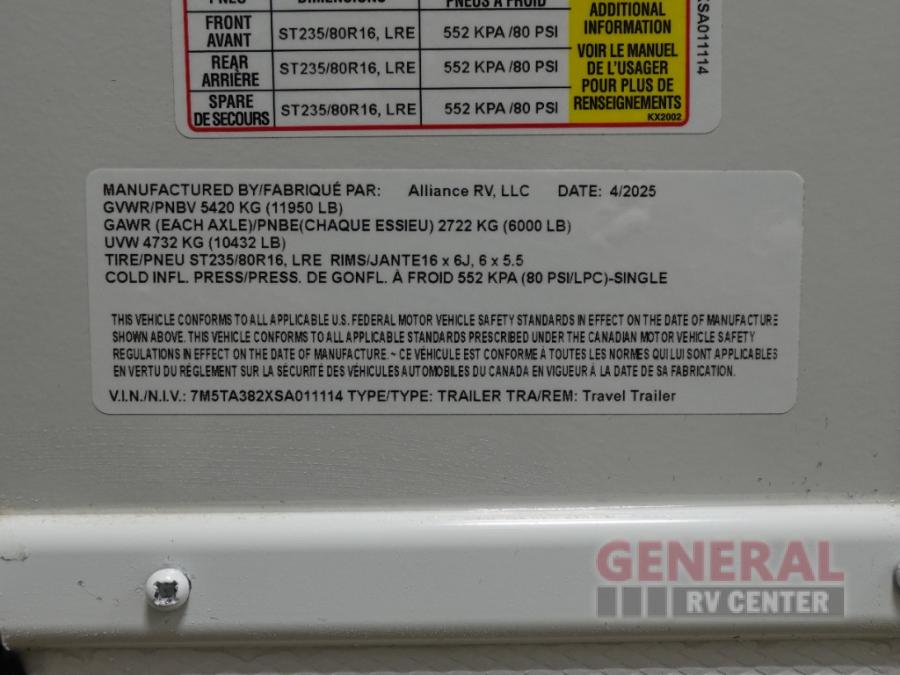 DIMENSIONS
PNEUS À FROID
ADDITIONAL
INFORMATION
FRONT
AVANT
ST235/80R16, LRE
552 KPA /80 PSI
REAR
ARRIÈRE
ST235/80R16, LRE
552 KPA /80 PSI
SPARE
DE SECOURS
ST235/80R16, LRE
552 KPA /80 PSI
VOIR LE MANUEL
DE L'USAGER
POUR PLUS DE
RENSEIGNEMENTS
KX2002
XSA011114
MANUFACTURED BY/FABRIQUÉ PAR: Alliance RV, LLC DATE: 4/2025
GVWR/PNBV 5420 KG (11950 LB)
GAWR (EACH AXLE)/PNBE(CHAQUE ESSIEU) 2722 KG (6000 LB)
UVW 4732 KG (10432 LB)
TIRE/PNEU ST235/80R16, LRE RIMS/JANTE16 x 6J, 6 x 5.5
COLD INFL. PRESS/PRESS. DE GONFL. À FROID 552 KPA (80 PSI/LPC)-SINGLE
THIS VEHICLE CONFORMS TO ALL APPLICABLE U.S. FEDERAL MOTOR VEHICLE SAFETY STANDARDS IN EFFECT ON THE DATE OF MANUFACTURE
SHOWN ABOVE. THIS VEHICLE CONFORMS TO ALL APPLICABLE STANDARDS PRESCRIBED UNDER THE CANADIAN MOTOR VEHICLE SAFETY
REGULATIONS IN EFFECT ON THE DATE OF MANUFACTURE. ~ CE VÉHICULE EST CONFORME À TOUTES LES NORMES QUI LUI SONT APPLICABLES
EN VERTU DU RÈGLEMENT SUR LA SÉCURITÉ DES VÉHICULES AUTOMOBILES DU CANADA EN VIGUEUR À LA DATE DE SA FABRICATION.
V.I.N./N.I.V.: 7M5TA382XSA011114 TYPE/TYPE: TRAILER TRA/REM: Travel Trailer
GENERAL
RV CENTER